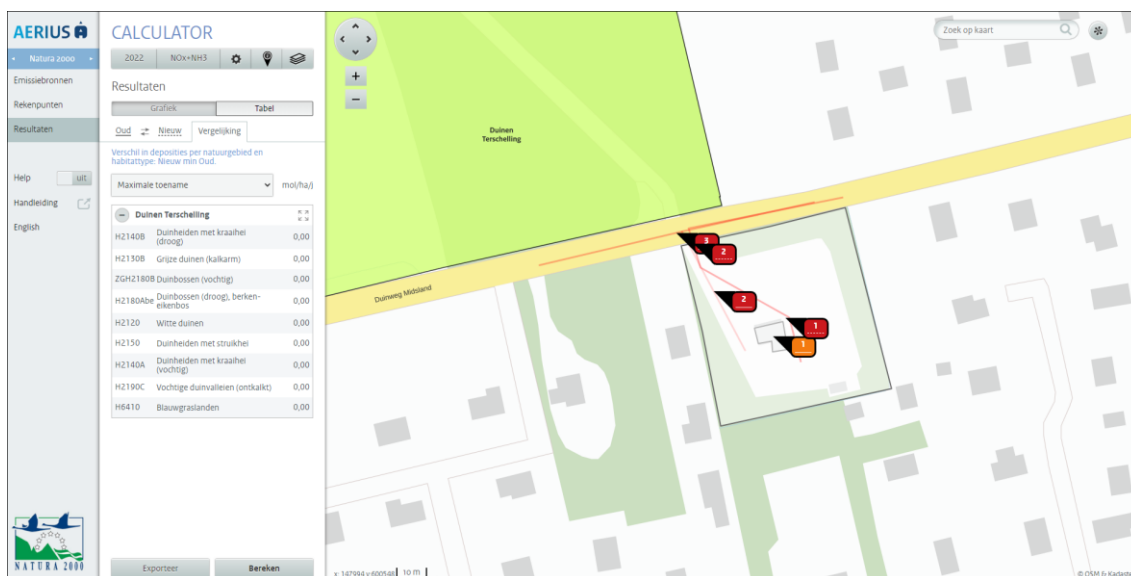 AERIUS
CALCULATOR
Natura 2000
2022
NOx+NH3
Emissiebronnen
Rekenpunten
Resultaten
Resultaten
Grafiek
Tabel
Oud
Nieuw
Vergelijking
Verschil in deposities per natuurgebied en
habitattype: Nieuw min Oud.
Help
uit
Maximale toename
mol/ha/j
Handleiding
English
Duinen Terschelling
H2140B Duinheiden met kraaihei (droog) 0,00
H2130B Grijze duinen (kalkarm) 0,00
ZGH2180B Duinbossen (vochtig) 0,00
H2180Abe Duinbossen (droog), berken-eikenbos 0,00
H2120 Witte duinen 0,00
H2150 Duinheiden met struikhei 0,00
H2140A Duinheiden met kraaihei (vochtig) 0,00
H2190C Vochtige duinvalleien (ontkalkt) 0,00
H6410 Blauwgraslanden 0,00
Exporteer
Bereken
NATURA 2000
Zoek op kaart
Duinen
Terschelling
Duinweg Midsland
3
2
2
1
1
x: 147994 y:600548
10 m
© OSM & Kadaste